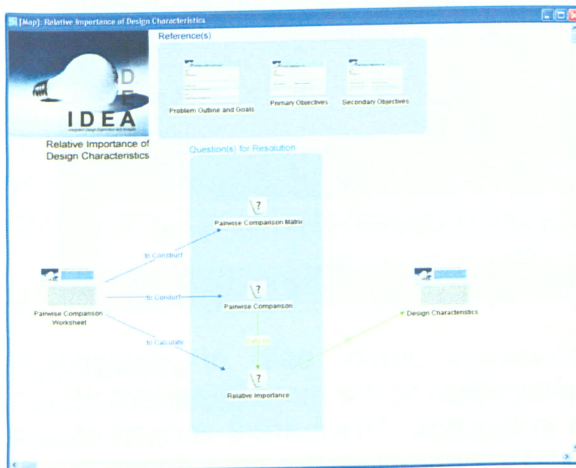 [Map]: Relative Importance of Design Characteristics
Reference(s)
Problem Outline and Goals
Primary Objectives
Secondary Objectives
IDEA
Relative Importance of
Design Characteristics
Question(s) for Resolution
?
Pairwise Comparison Matrix
to Construct
Pairwise Comparison
Worksheet
to Conduct
?
Pairwise Comparison
Design Characteristics
to Calculate
?
Relative Importance